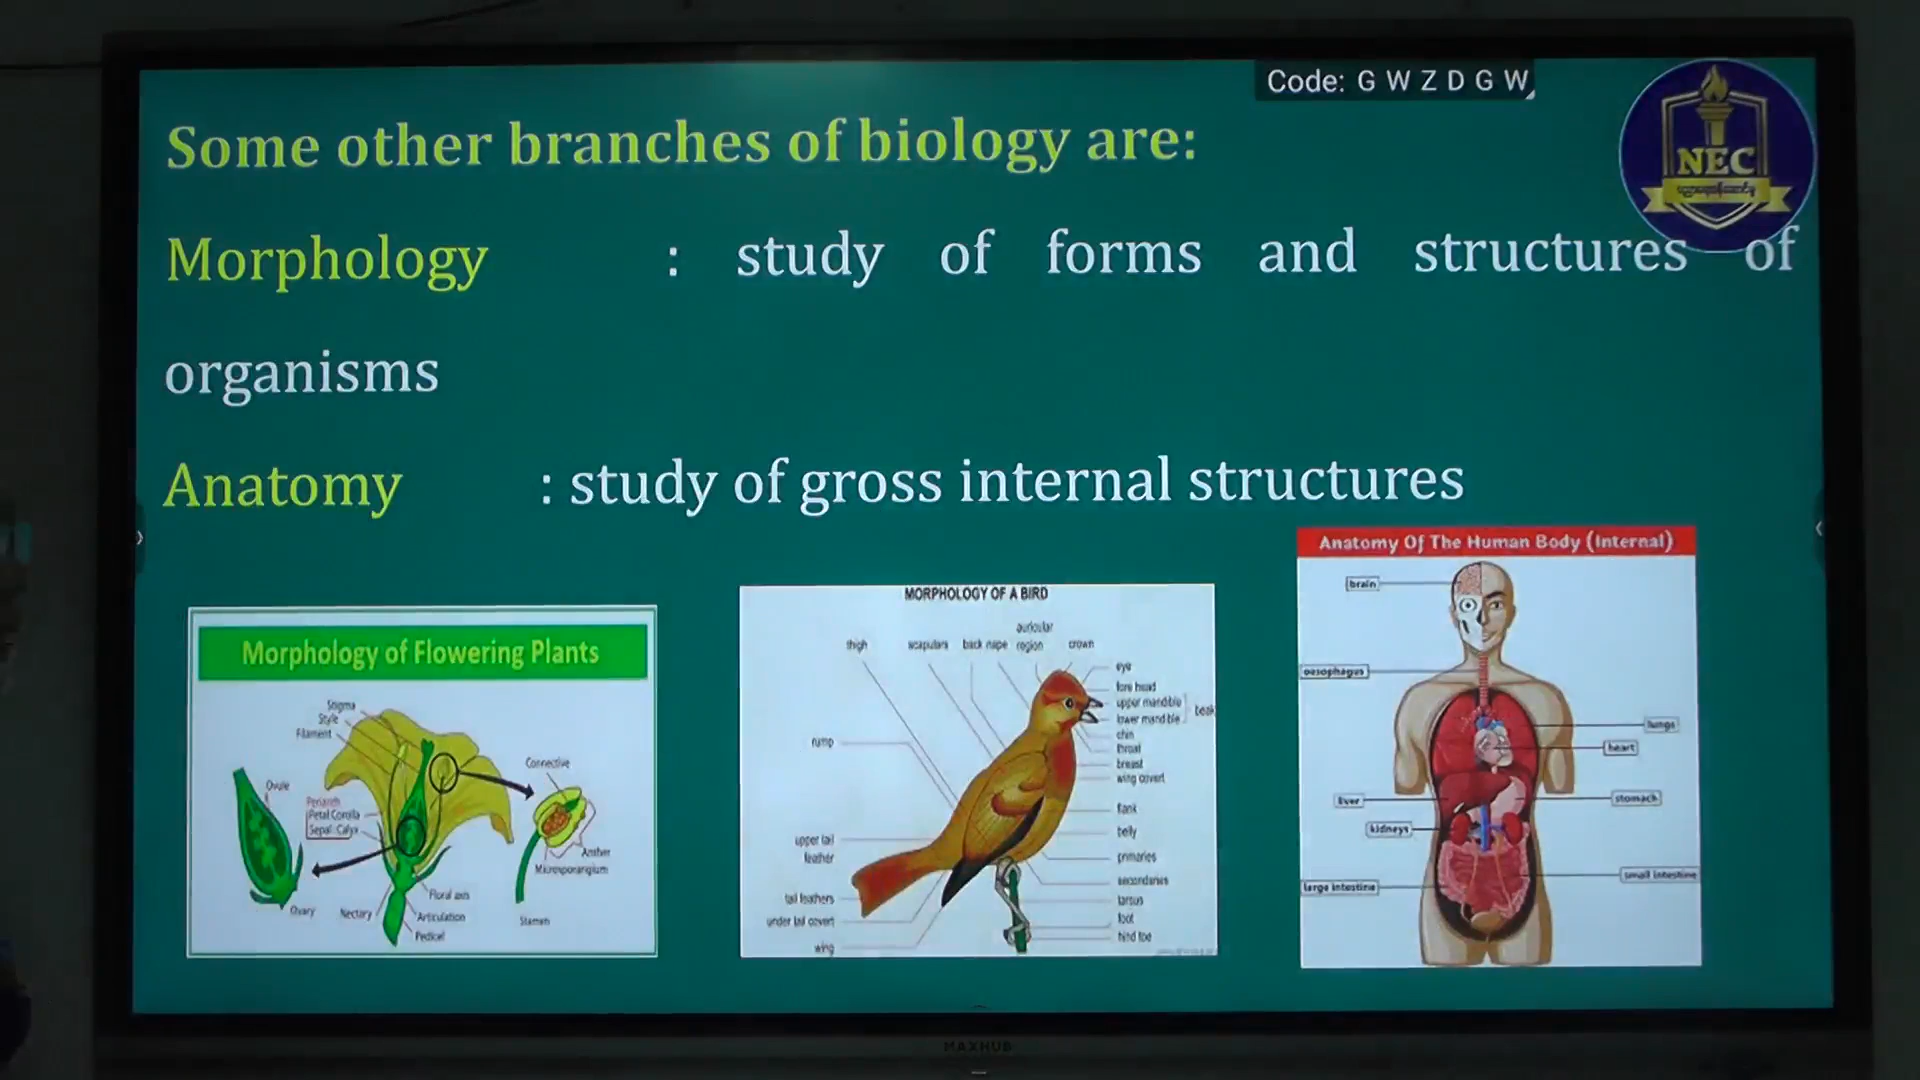 Code: G W Z D G W
NEC
Some other branches of biology are:
Morphology : study of forms and structures of
organisms
Anatomy : study of gross internal structures
Morphology of Flowering Plants
Stigma
Style
Filament
Connective
Ovule
Perianth
Petal Corolla
Sepal Calyx
Anther
Microsporangium
Floral axis
Ovary
Nectary
Articulation
Stamen
Pedicel
MORPHOLOGY OF A BIRD
auricular
thigh scapulars back nape region crown
eye
fore head
upper mandible
beak
lower mandible
chin
throat
rump
breast
wing covert
flank
belly
upper tail
feather
primaries
secondaries
tail feathers
tarsus
under tail covert
foot
hind toe
wing
Anatomy Of The Human Body (Internal)
brain
oesophagus
lungs
heart
liver
stomach
kidneys
small intestine
large intestine
MAXHUB